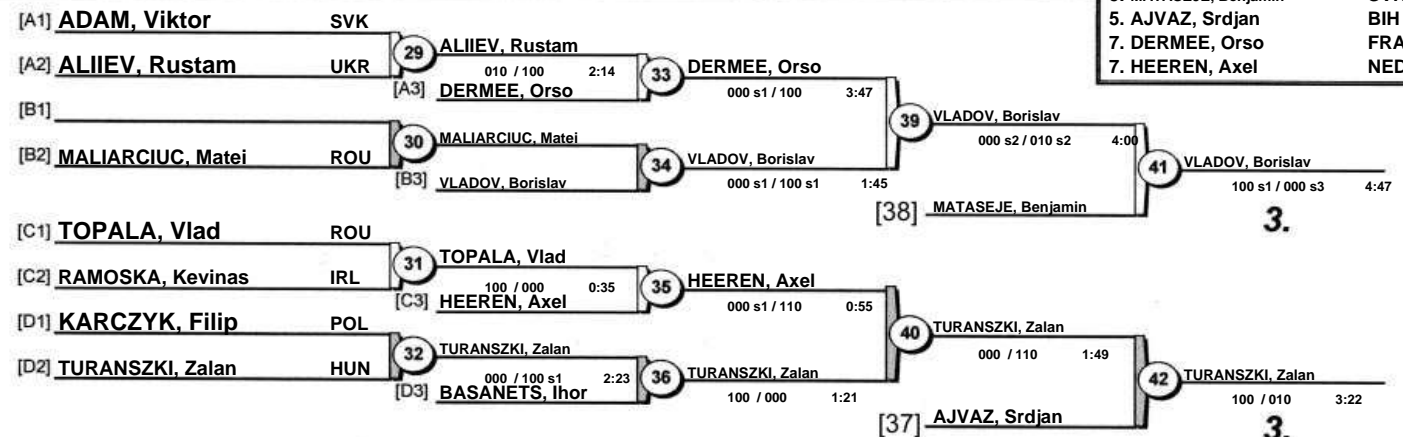 5. AJVAZ, Srdjan BIH
7. DERMEE, Orso FRA
7. HEEREN, Axel NED
[A1] ADAM, Viktor SVK
29 ALIIEV, Rustam
[A2] ALIIEV, Rustam UKR
010 / 100 2:14
33 DERMEE, Orso
[A3] DERMEE, Orso
000 s1 / 100 3:47
[B1]
39 VLADOV, Borislav
30 MALIARCIUC, Matei
000 s2 / 010 s2 4:00
[B2] MALIARCIUC, Matei ROU
34 VLADOV, Borislav
41 VLADOV, Borislav
[B3] VLADOV, Borislav
000 s1 / 100 s1 1:45
100 s1 / 000 s3 4:47
[38] MATASEJE, Benjamin
3.
[C1] TOPALA, Vlad ROU
31 TOPALA, Vlad
[C2] RAMOSKA, Kevinas IRL
100 / 000 0:35
35 HEEREN, Axel
[C3] HEEREN, Axel
000 s1 / 110 0:55
[D1] KARCZYK, Filip POL
40 TURANSZKI, Zalan
32 TURANSZKI, Zalan
000 / 110 1:49
[D2] TURANSZKI, Zalan HUN
000 / 100 s1 2:23
36 TURANSZKI, Zalan
42 TURANSZKI, Zalan
[D3] BASANETS, Ihor
100 / 000 1:21
100 / 010 3:22
[37] AJVAZ, Srdjan
3.